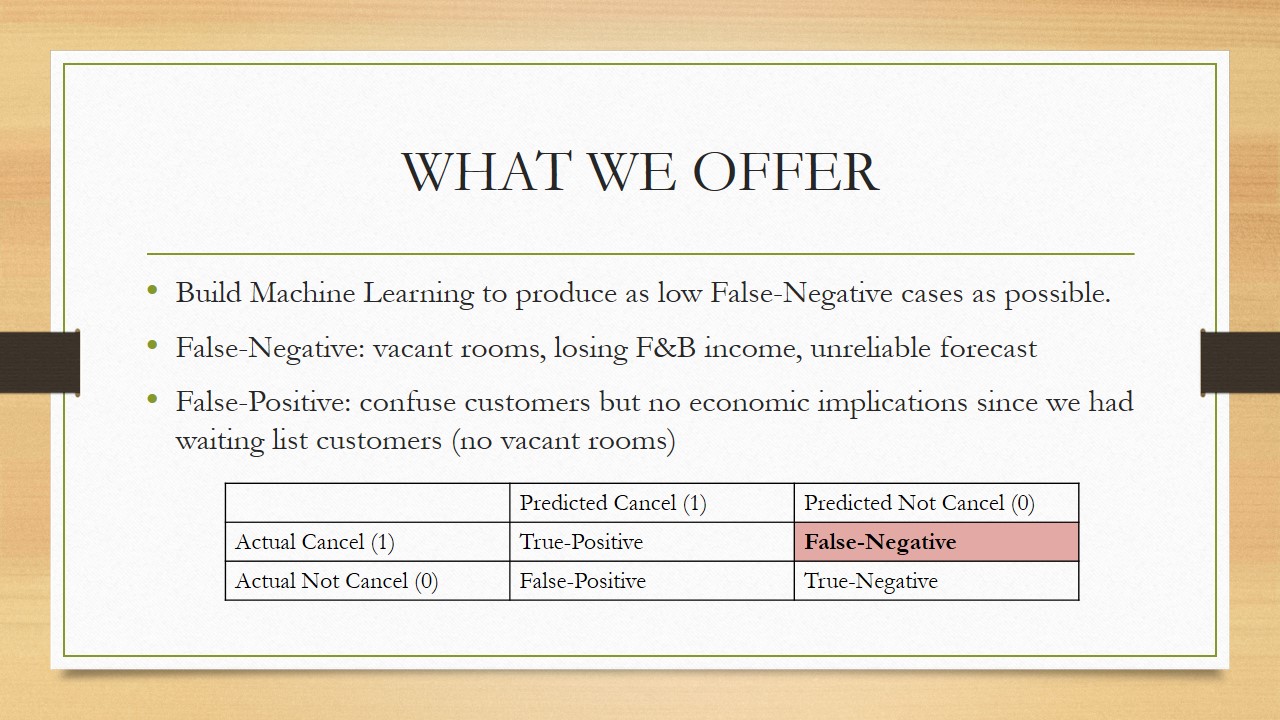 WHAT WE OFFER
• Build Machine Learning to produce as low False-Negative cases as possible.
• False-Negative: vacant rooms, losing F&B income, unreliable forecast
• False-Positive: confuse customers but no economic implications since we had
waiting list customers (no vacant rooms)
Predicted Cancel (1) Predicted Not Cancel (0)
Actual Cancel (1) True-Positive False-Negative
Actual Not Cancel (0) False-Positive True-Negative